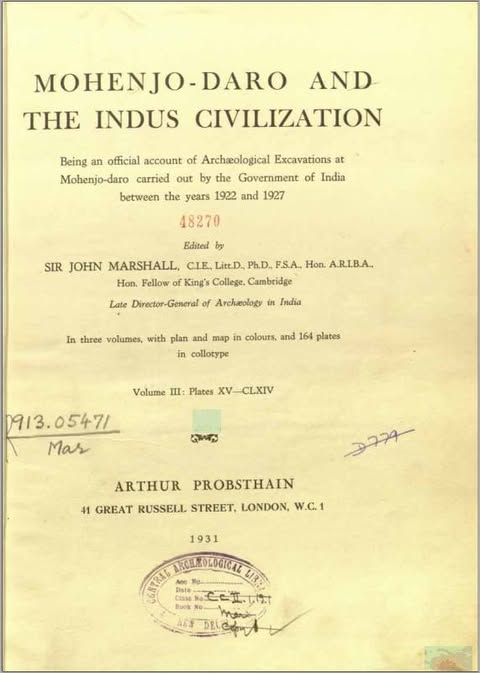 MOHENJO-DARO AND
THE INDUS CIVILIZATION
Being an official account of Archæological Excavations at
Mohenjo-daro carried out by the Government of India
between the years 1922 and 1927
48270
Edited by
SIR JOHN MARSHALL, C.I.E., Litt.D., Ph.D., F.S.A., Hon. A.R.I.B.A.,
Hon. Fellow of King's College, Cambridge
Late Director-General of Archæology in India
In three volumes, with plan and map in colours, and 164 plates
in collotype
Volume III: Plates XV—CLXIV
913.05471
Mar
D779
ARTHUR PROBSTHAIN
41 GREAT RUSSELL STREET, LONDON, W.C. 1
1931
CENTRAL ARCHÆOLOGICAL
Acc No.
Date
Class No.
Book No.
NEW